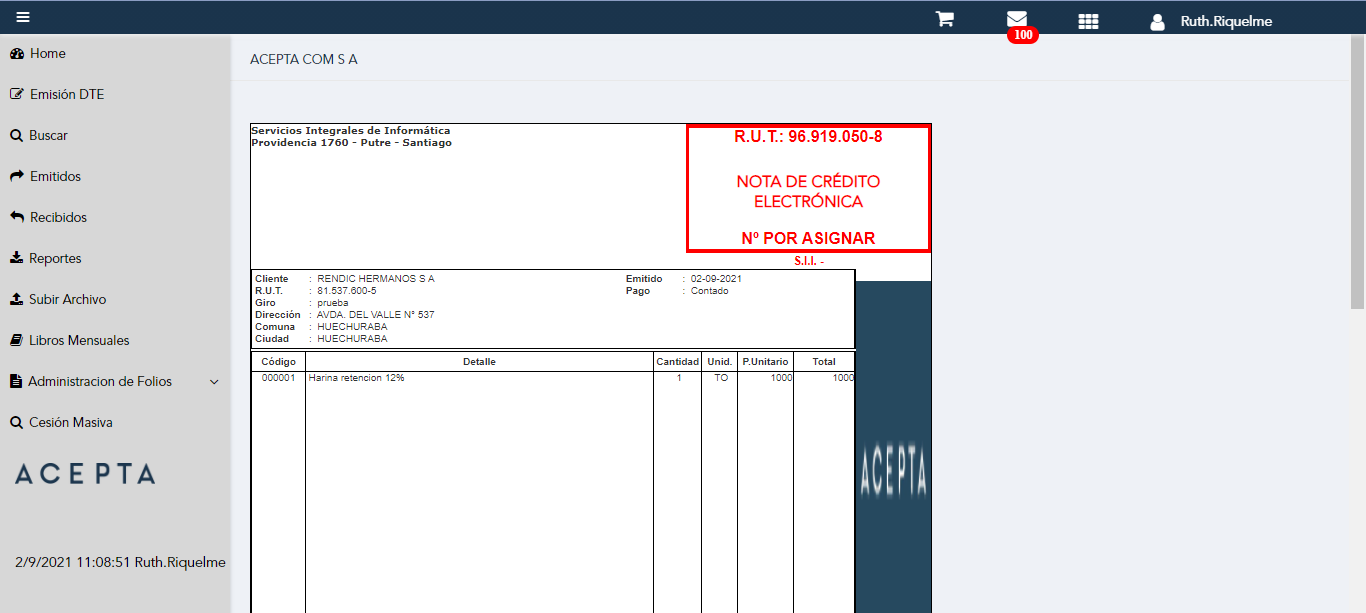 100
Ruth.Riquelme
Home
Emisión DTE
Buscar
Emitidos
Recibidos
Reportes
Subir Archivo
Libros Mensuales
Administracion de Folios
Cesión Masiva
ACEPTA
2/9/2021 11:08:51 Ruth.Riquelme
ACEPTA COM S A
Servicios Integrales de Informática
Providencia 1760 - Putre - Santiago
R.U.T.: 96.919.050-8
NOTA DE CRÉDITO
ELECTRÓNICA
Nº POR ASIGNAR
S.I.I. -
Cliente : RENDIC HERMANOS S A Emitido : 02-09-2021
R.U.T. : 81.537.600-5 Pago : Contado
Giro : prueba
Dirección : AVDA. DEL VALLE N° 537
Comuna : HUECHURABA
Ciudad : HUECHURABA
Código Detalle Cantidad Unid. P.Unitario Total
000001 Harina retencion 12% 1 TO 1000 1000
ACEPTA